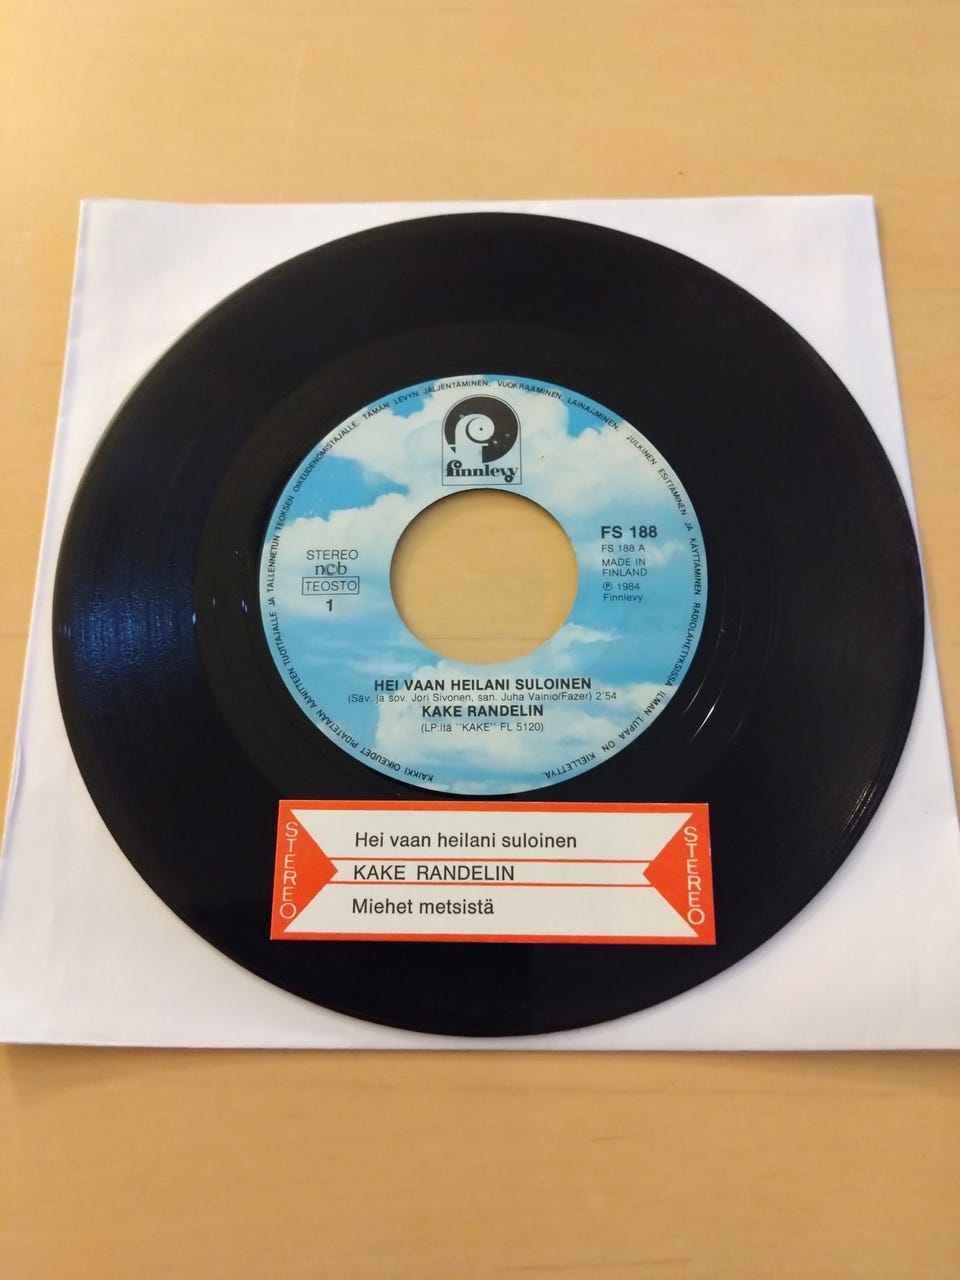 KAIKKI OIKEUDET PIDÄTETÄÄN ÄÄNITTEEN TUOTTAJALLE JA TALLENNETUN TEOKSEN OIKEUDENOMISTAJALLE. TÄMÄN LEVYN JÄLJENTÄMINEN, VUOKRAAMINEN, LAINAAMINEN, JULKINEN ESITTÄMINEN JA KÄYTTÄMINEN RADIOLÄHETYKSISSÄ ILMAN LUPAA ON KIELLETTYÄ.
finnlevy
STEREO
ncb
TEOSTO
1
FS 188
FS 188 A
MADE IN
FINLAND
℗ 1984
Finnlevy
HEI VAAN HEILANI SULOINEN
(Säv. ja sov. Jori Sivonen, san. Juha Vainio/Fazer) 2'54
KAKE RANDELIN
(LP:ltä "KAKE" FL 5120)
STEREO
Hei vaan heilani suloinen
KAKE RANDELIN
Miehet metsistä
STEREO